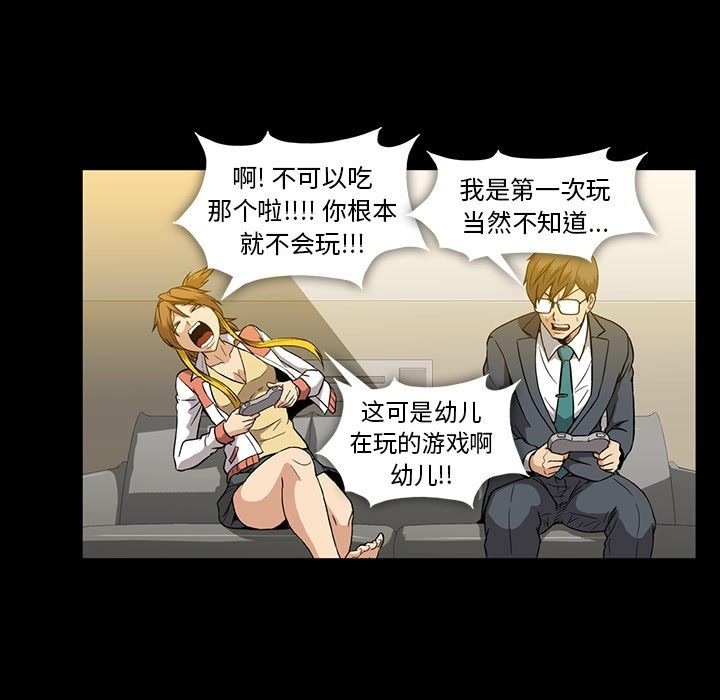 啊! 不可以吃
那个啦!!!! 你根本
就不会玩!!!
我是第一次玩
当然不知道...
这可是幼儿
在玩的游戏啊
幼儿!!